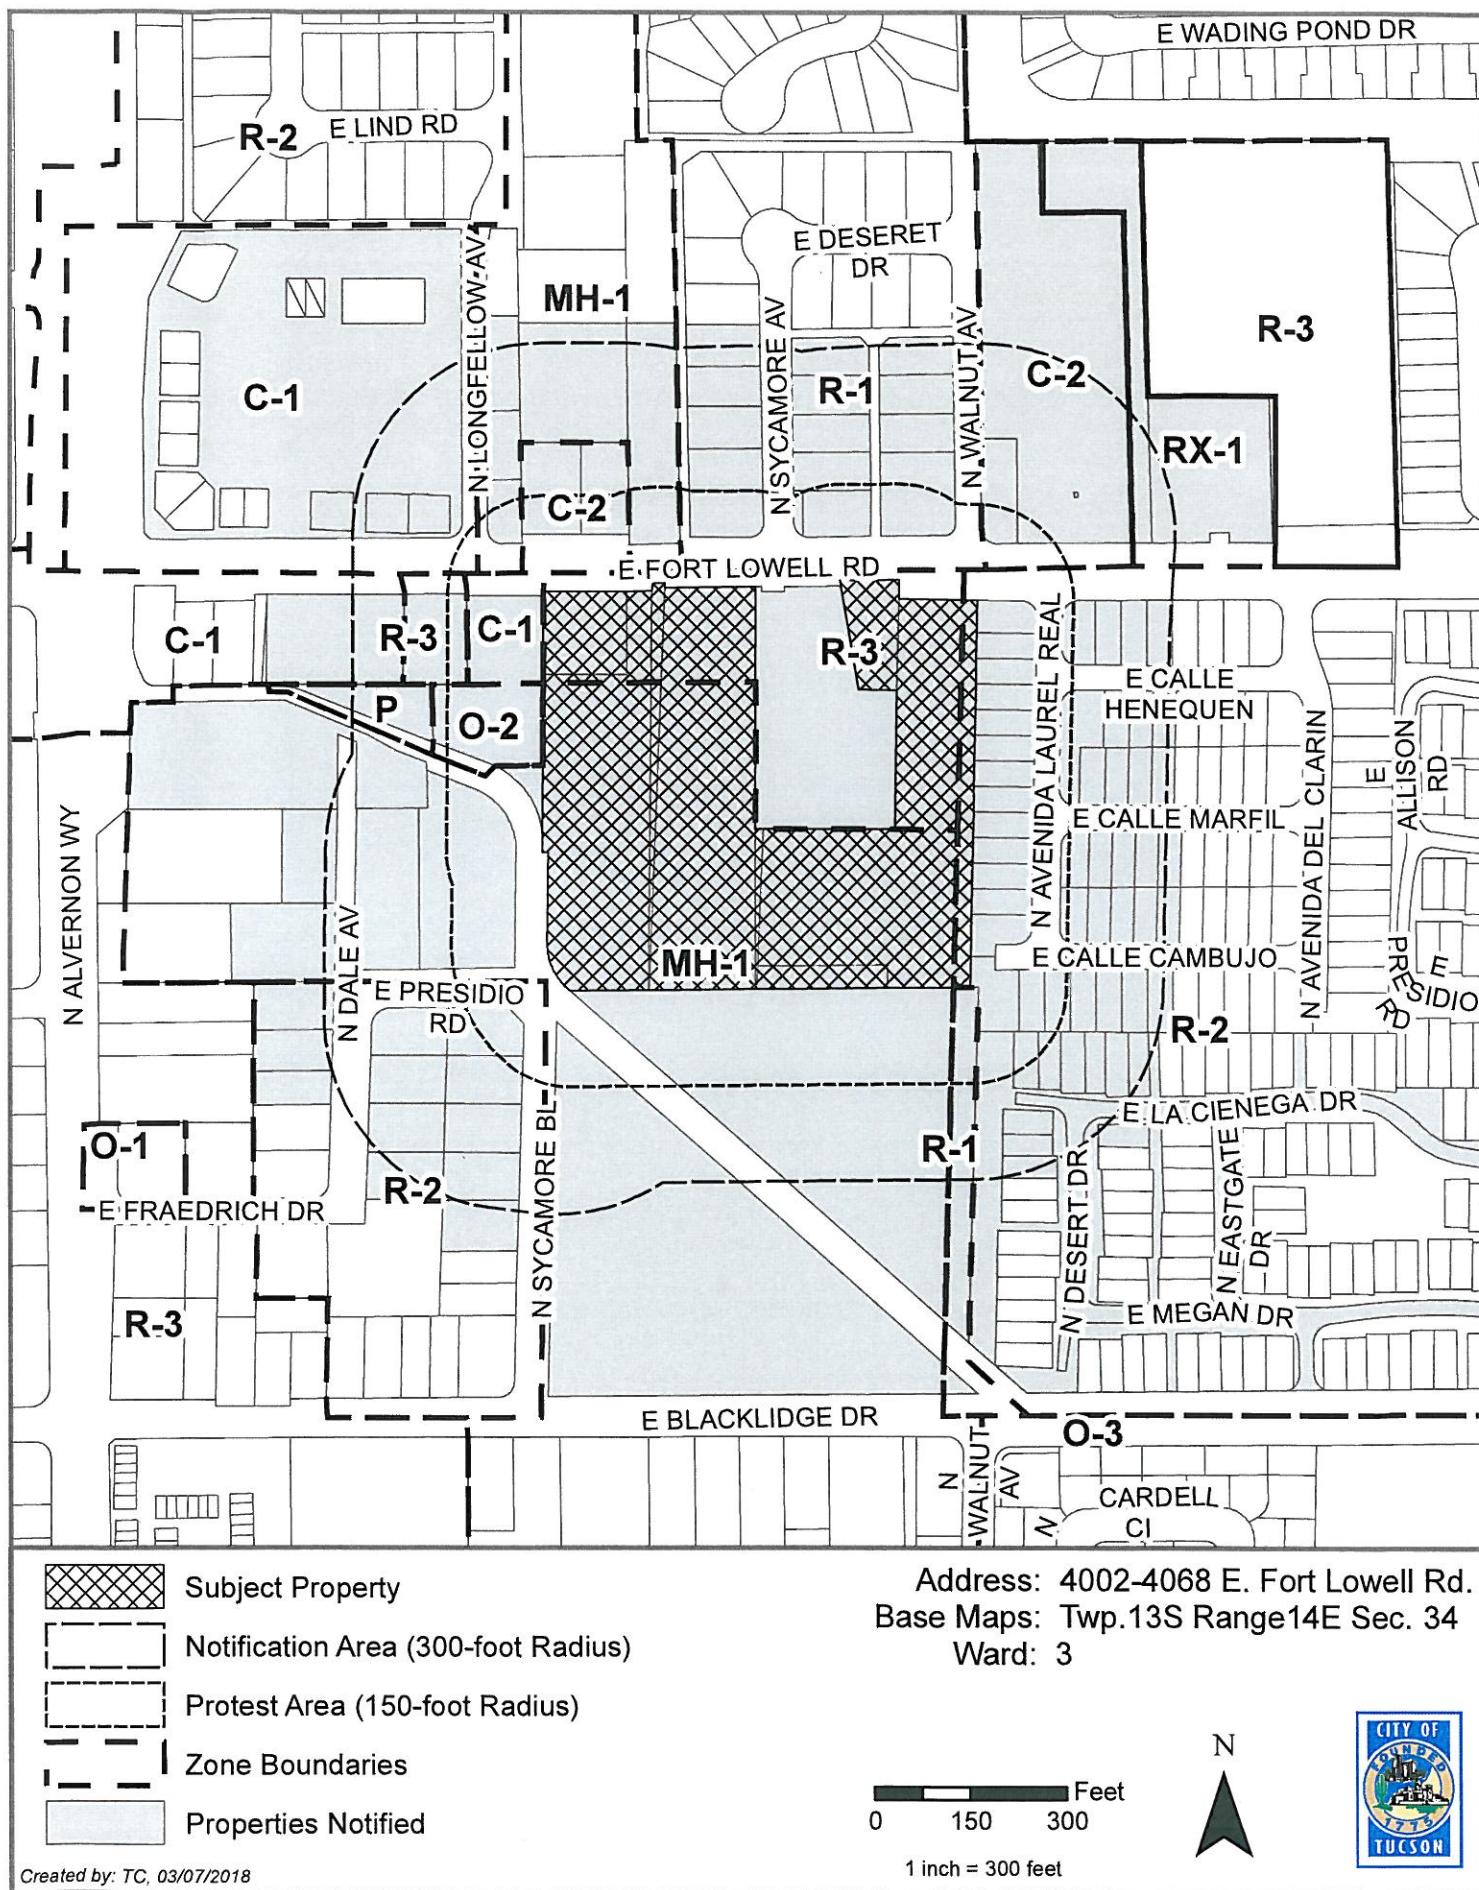 E WADING POND DR
R-2
E LIND RD
E DESERET
DR
MH-1
N LONGFELLOW AV
C-1
N SYCAMORE AV
R-1
N WALNUT AV
C-2
R-3
RX-1
C-2
E FORT LOWELL RD
C-1
R-3
C-1
R-3
P
O-2
N AVENIDA LAUREL REAL
E CALLE
HENEQUEN
E CALLE MARFIL
N AVENIDA DEL CLARIN
E
ALLISON
RD
N ALVERNON WY
N DALE AV
MH-1
E CALLE CAMBUJO
E
PRESIDIO
RD
E PRESIDIO
RD
R-2
E LA CIENEGA DR
O-1
R-1
R-2
E FRAEDRICH DR
N SYCAMORE BL
N DESERT DR
N EASTGATE
DR
R-3
E MEGAN DR
E BLACKLIDGE DR
O-3
N
WALNUT
AV
N
CARDELL
CI
Subject Property
Notification Area (300-foot Radius)
Protest Area (150-foot Radius)
Zone Boundaries
Properties Notified
Created by: TC, 03/07/2018
Address: 4002-4068 E. Fort Lowell Rd.
Base Maps: Twp.13S Range14E Sec. 34
Ward: 3
Feet
0 150 300
1 inch = 300 feet
N
CITY OF
FOUNDED
1775
TUCSON